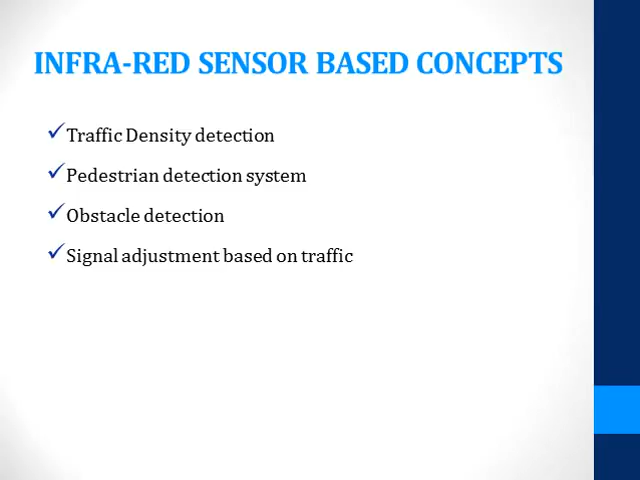 INFRA-RED SENSOR BASED CONCEPTS
Traffic Density detection
Pedestrian detection system
Obstacle detection
Signal adjustment based on traffic